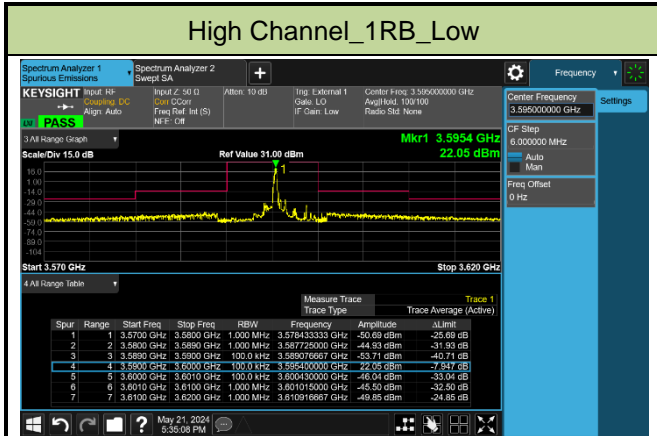 High Channel_1RB_Low
Spectrum Analyzer 1
Spurious Emissions
Spectrum Analyzer 2
Swept SA
Frequency
KEYSIGHT
Input: RF
Coupling: DC
Align: Auto
Input Z: 50 Ω
Corr CCorr
Freq Ref: Int (S)
NFE: Off
Atten: 10 dB
Trig: External 1
Gate: LO
IF Gain: Low
Center Freq: 3.595000000 GHz
Avg|Hold: 100/100
Radio Std: None
PASS
Center Frequency
3.595000000 GHz
Settings
CF Step
6.000000 MHz
Auto
Man
Freq Offset
0 Hz
3 All Range Graph
Mkr1 3.5954 GHz
Scale/Div 15.0 dB
Ref Value 31.00 dBm
22.05 dBm
1
16.0
1.00
-14.0
-29.0
-44.0
-59.0
-74.0
-89.0
-104
Start 3.570 GHz
Stop 3.620 GHz
4 All Range Table
Measure Trace Trace 1
Trace Type Trace Average (Active)
Spur Range Start Freq Stop Freq RBW Frequency Amplitude ΔLimit
1 1 3.5700 GHz 3.5800 GHz 1.000 MHz 3.578433333 GHz -50.69 dBm -25.69 dB
2 2 3.5800 GHz 3.5890 GHz 1.000 MHz 3.587725000 GHz -44.93 dBm -31.93 dB
3 3 3.5890 GHz 3.5900 GHz 100.0 kHz 3.589076667 GHz -53.71 dBm -40.71 dB
4 4 3.5900 GHz 3.6000 GHz 100.0 kHz 3.595400000 GHz 22.05 dBm -7.947 dB
5 5 3.6000 GHz 3.6010 GHz 100.0 kHz 3.600430000 GHz -46.04 dBm -33.04 dB
6 6 3.6010 GHz 3.6100 GHz 1.000 MHz 3.601015000 GHz -45.50 dBm -32.50 dB
7 7 3.6100 GHz 3.6200 GHz 1.000 MHz 3.610916667 GHz -49.85 dBm -24.85 dB
May 21, 2024
5:35:08 PM